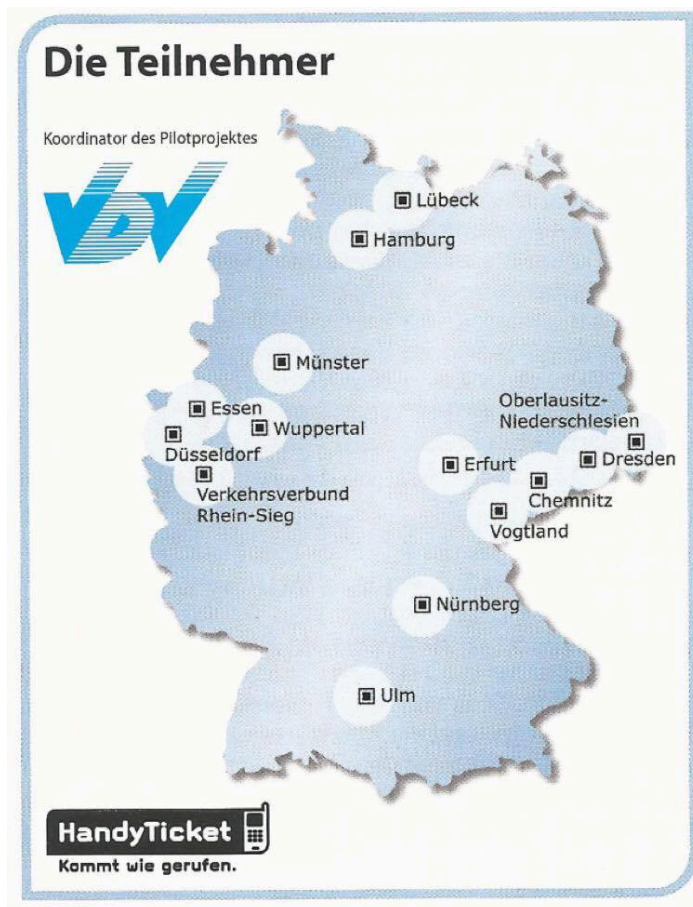 Die Teilnehmer
Koordinator des Pilotprojektes
VDV
Lübeck
Hamburg
Münster
Essen
Wuppertal
Düsseldorf
Verkehrsverbund
Rhein-Sieg
Oberlausitz-
Niederschlesien
Dresden
Erfurt
Chemnitz
Vogtland
Nürnberg
Ulm
HandyTicket
Kommt wie gerufen.